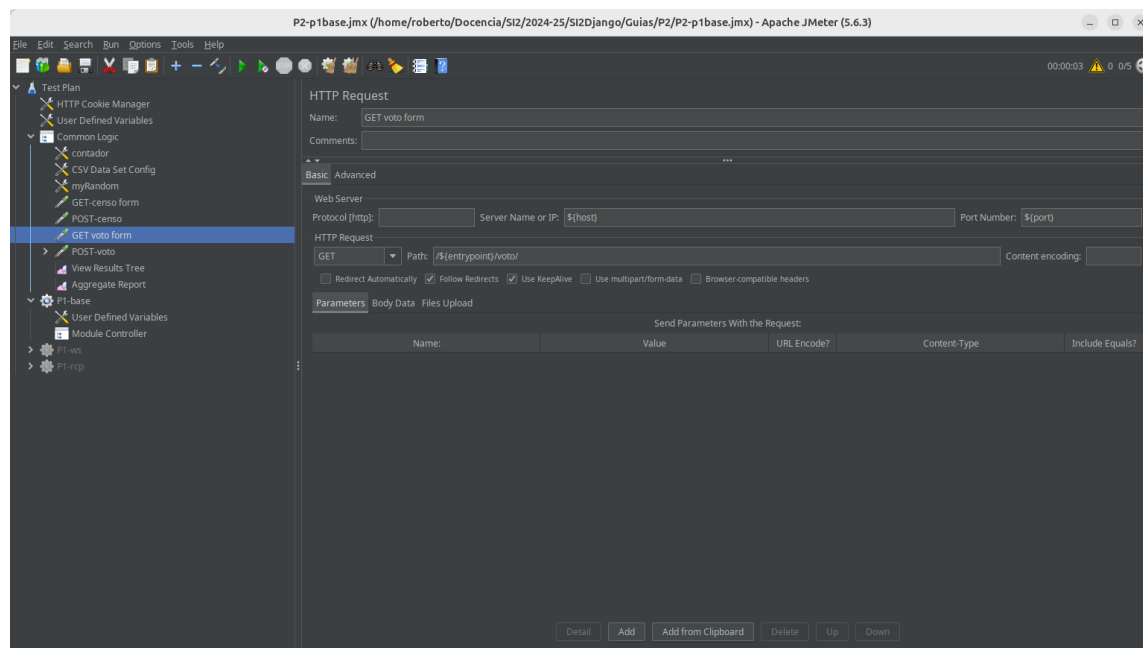 P2-p1base.jmx (/home/roberto/Docencia/SI2/2024-25/SI2Django/Guias/P2/P2-p1base.jmx) - Apache JMeter (5.6.3)
File Edit Search Run Options Tools Help
00:00:03 0 0/5
Test Plan
HTTP Cookie Manager
User Defined Variables
Common Logic
contador
CSV Data Set Config
myRandom
GET-censo form
POST-censo
GET voto form
POST-voto
View Results Tree
Aggregate Report
P1-base
User Defined Variables
Module Controller
P1-ws
P1-rcp
HTTP Request
Name: GET voto form
Comments:
Basic Advanced
Web Server
Protocol [http]: Server Name or IP: ${host} Port Number: ${port}
HTTP Request
GET Path: /${entrypoint}/voto/ Content encoding:
Redirect Automatically Follow Redirects Use KeepAlive Use multipart/form-data Browser-compatible headers
Parameters Body Data Files Upload
Send Parameters With the Request:
Name: Value URL Encode? Content-Type Include Equals?
Detail Add Add from Clipboard Delete Up Down